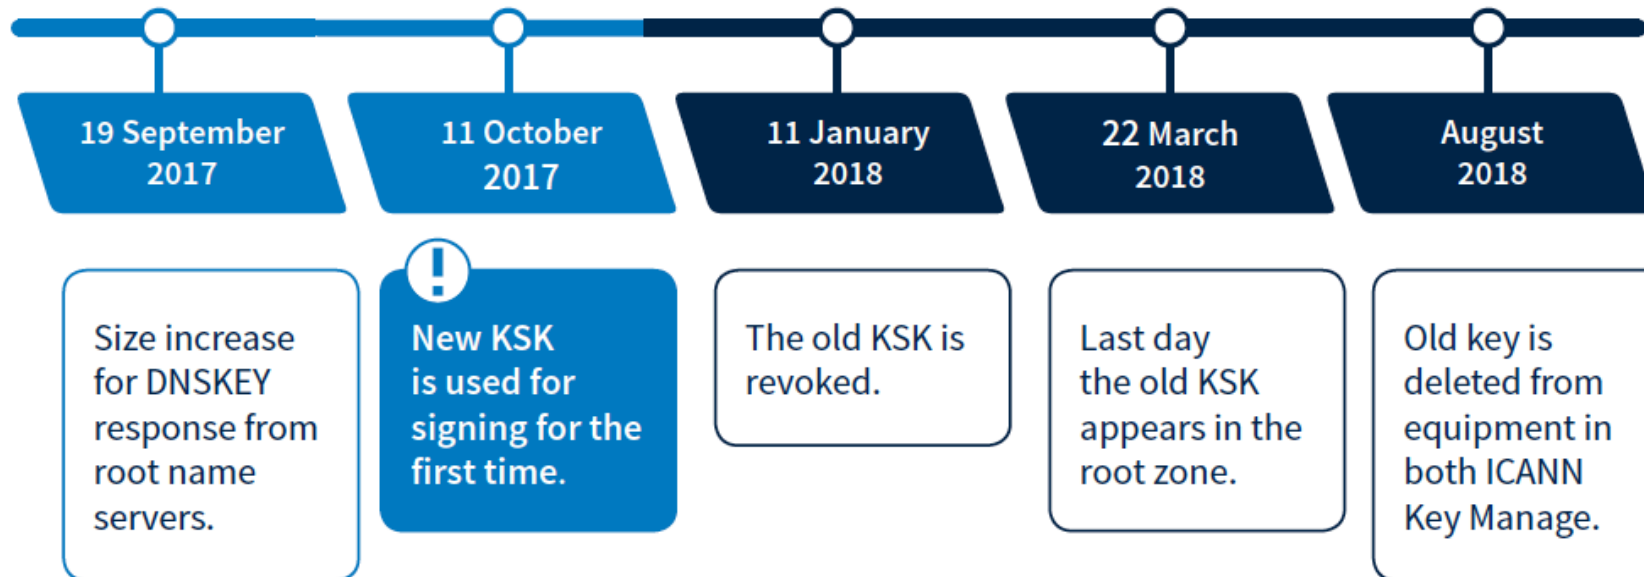 19 September
2017
11 October
2017
11 January
2018
22 March
2018
August
2018
!
Size increase
for DNSKEY
response from
root name
servers.
New KSK
is used for
signing for the
first time.
The old KSK is
revoked.
Last day
the old KSK
appears in the
root zone.
Old key is
deleted from
equipment in
both ICANN
Key Manage.